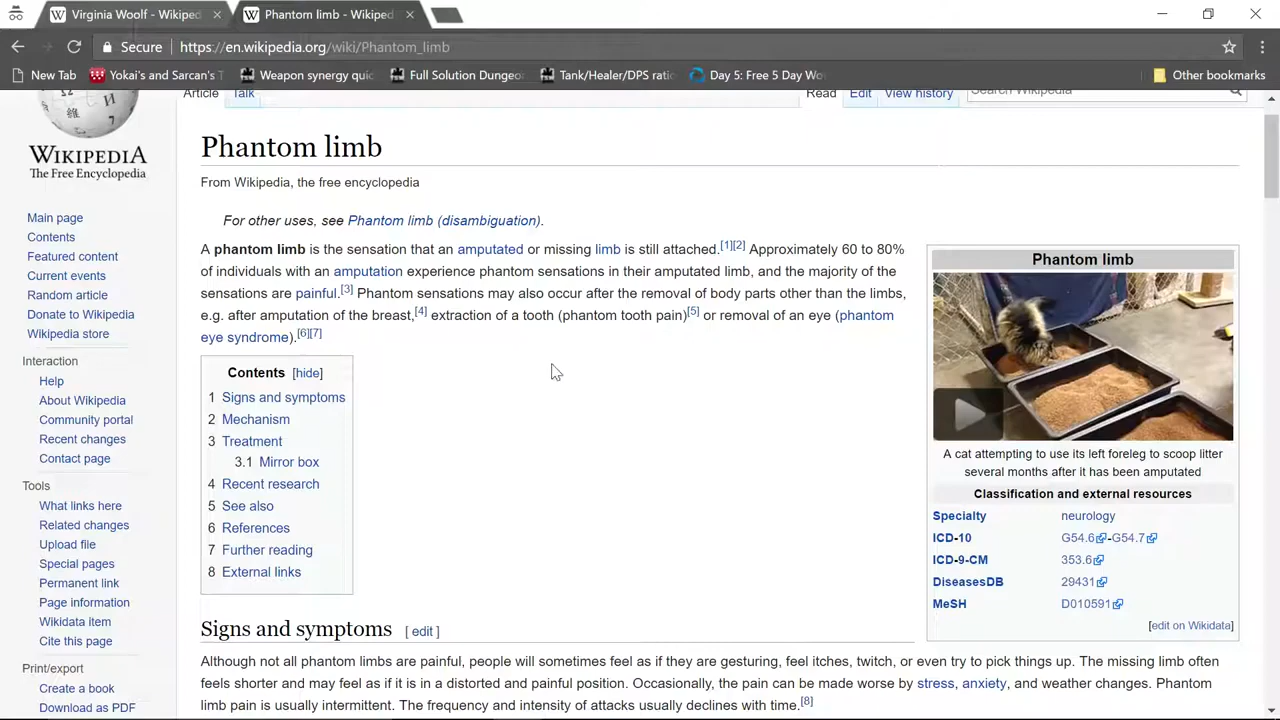 Virginia Woolf - Wikiped
Phantom limb - Wikiped
Secure
https://en.wikipedia.org/wiki/Phantom_limb
New Tab
Yokai's and Sarcan's T
Weapon synergy quic
Full Solution Dungeo
Tank/Healer/DPS ratio
Day 5: Free 5 Day Wo
Other bookmarks
Article
Talk
Read
Edit
View history
Search Wikipedia
WIKIPEDIA
The Free Encyclopedia
Main page
Contents
Featured content
Current events
Random article
Donate to Wikipedia
Wikipedia store
Interaction
Help
About Wikipedia
Community portal
Recent changes
Contact page
Tools
What links here
Related changes
Upload file
Special pages
Permanent link
Page information
Wikidata item
Cite this page
Print/export
Create a book
Download as PDF
Phantom limb
From Wikipedia, the free encyclopedia
For other uses, see Phantom limb (disambiguation).
A phantom limb is the sensation that an amputated or missing limb is still attached.[1][2] Approximately 60 to 80%
of individuals with an amputation experience phantom sensations in their amputated limb, and the majority of the
sensations are painful.[3] Phantom sensations may also occur after the removal of body parts other than the limbs,
e.g. after amputation of the breast,[4] extraction of a tooth (phantom tooth pain)[5] or removal of an eye (phantom
eye syndrome).[6][7]
Contents [hide]
1 Signs and symptoms
2 Mechanism
3 Treatment
3.1 Mirror box
4 Recent research
5 See also
6 References
7 Further reading
8 External links
Phantom limb
A cat attempting to use its left foreleg to scoop litter
several months after it has been amputated
Classification and external resources
Specialty neurology
ICD-10 G54.6-G54.7
ICD-9-CM 353.6
DiseasesDB 29431
MeSH D010591
[edit on Wikidata]
Signs and symptoms [ edit ]
Although not all phantom limbs are painful, people will sometimes feel as if they are gesturing, feel itches, twitch, or even try to pick things up. The missing limb often
feels shorter and may feel as if it is in a distorted and painful position. Occasionally, the pain can be made worse by stress, anxiety, and weather changes. Phantom
limb pain is usually intermittent. The frequency and intensity of attacks usually declines with time.[8]